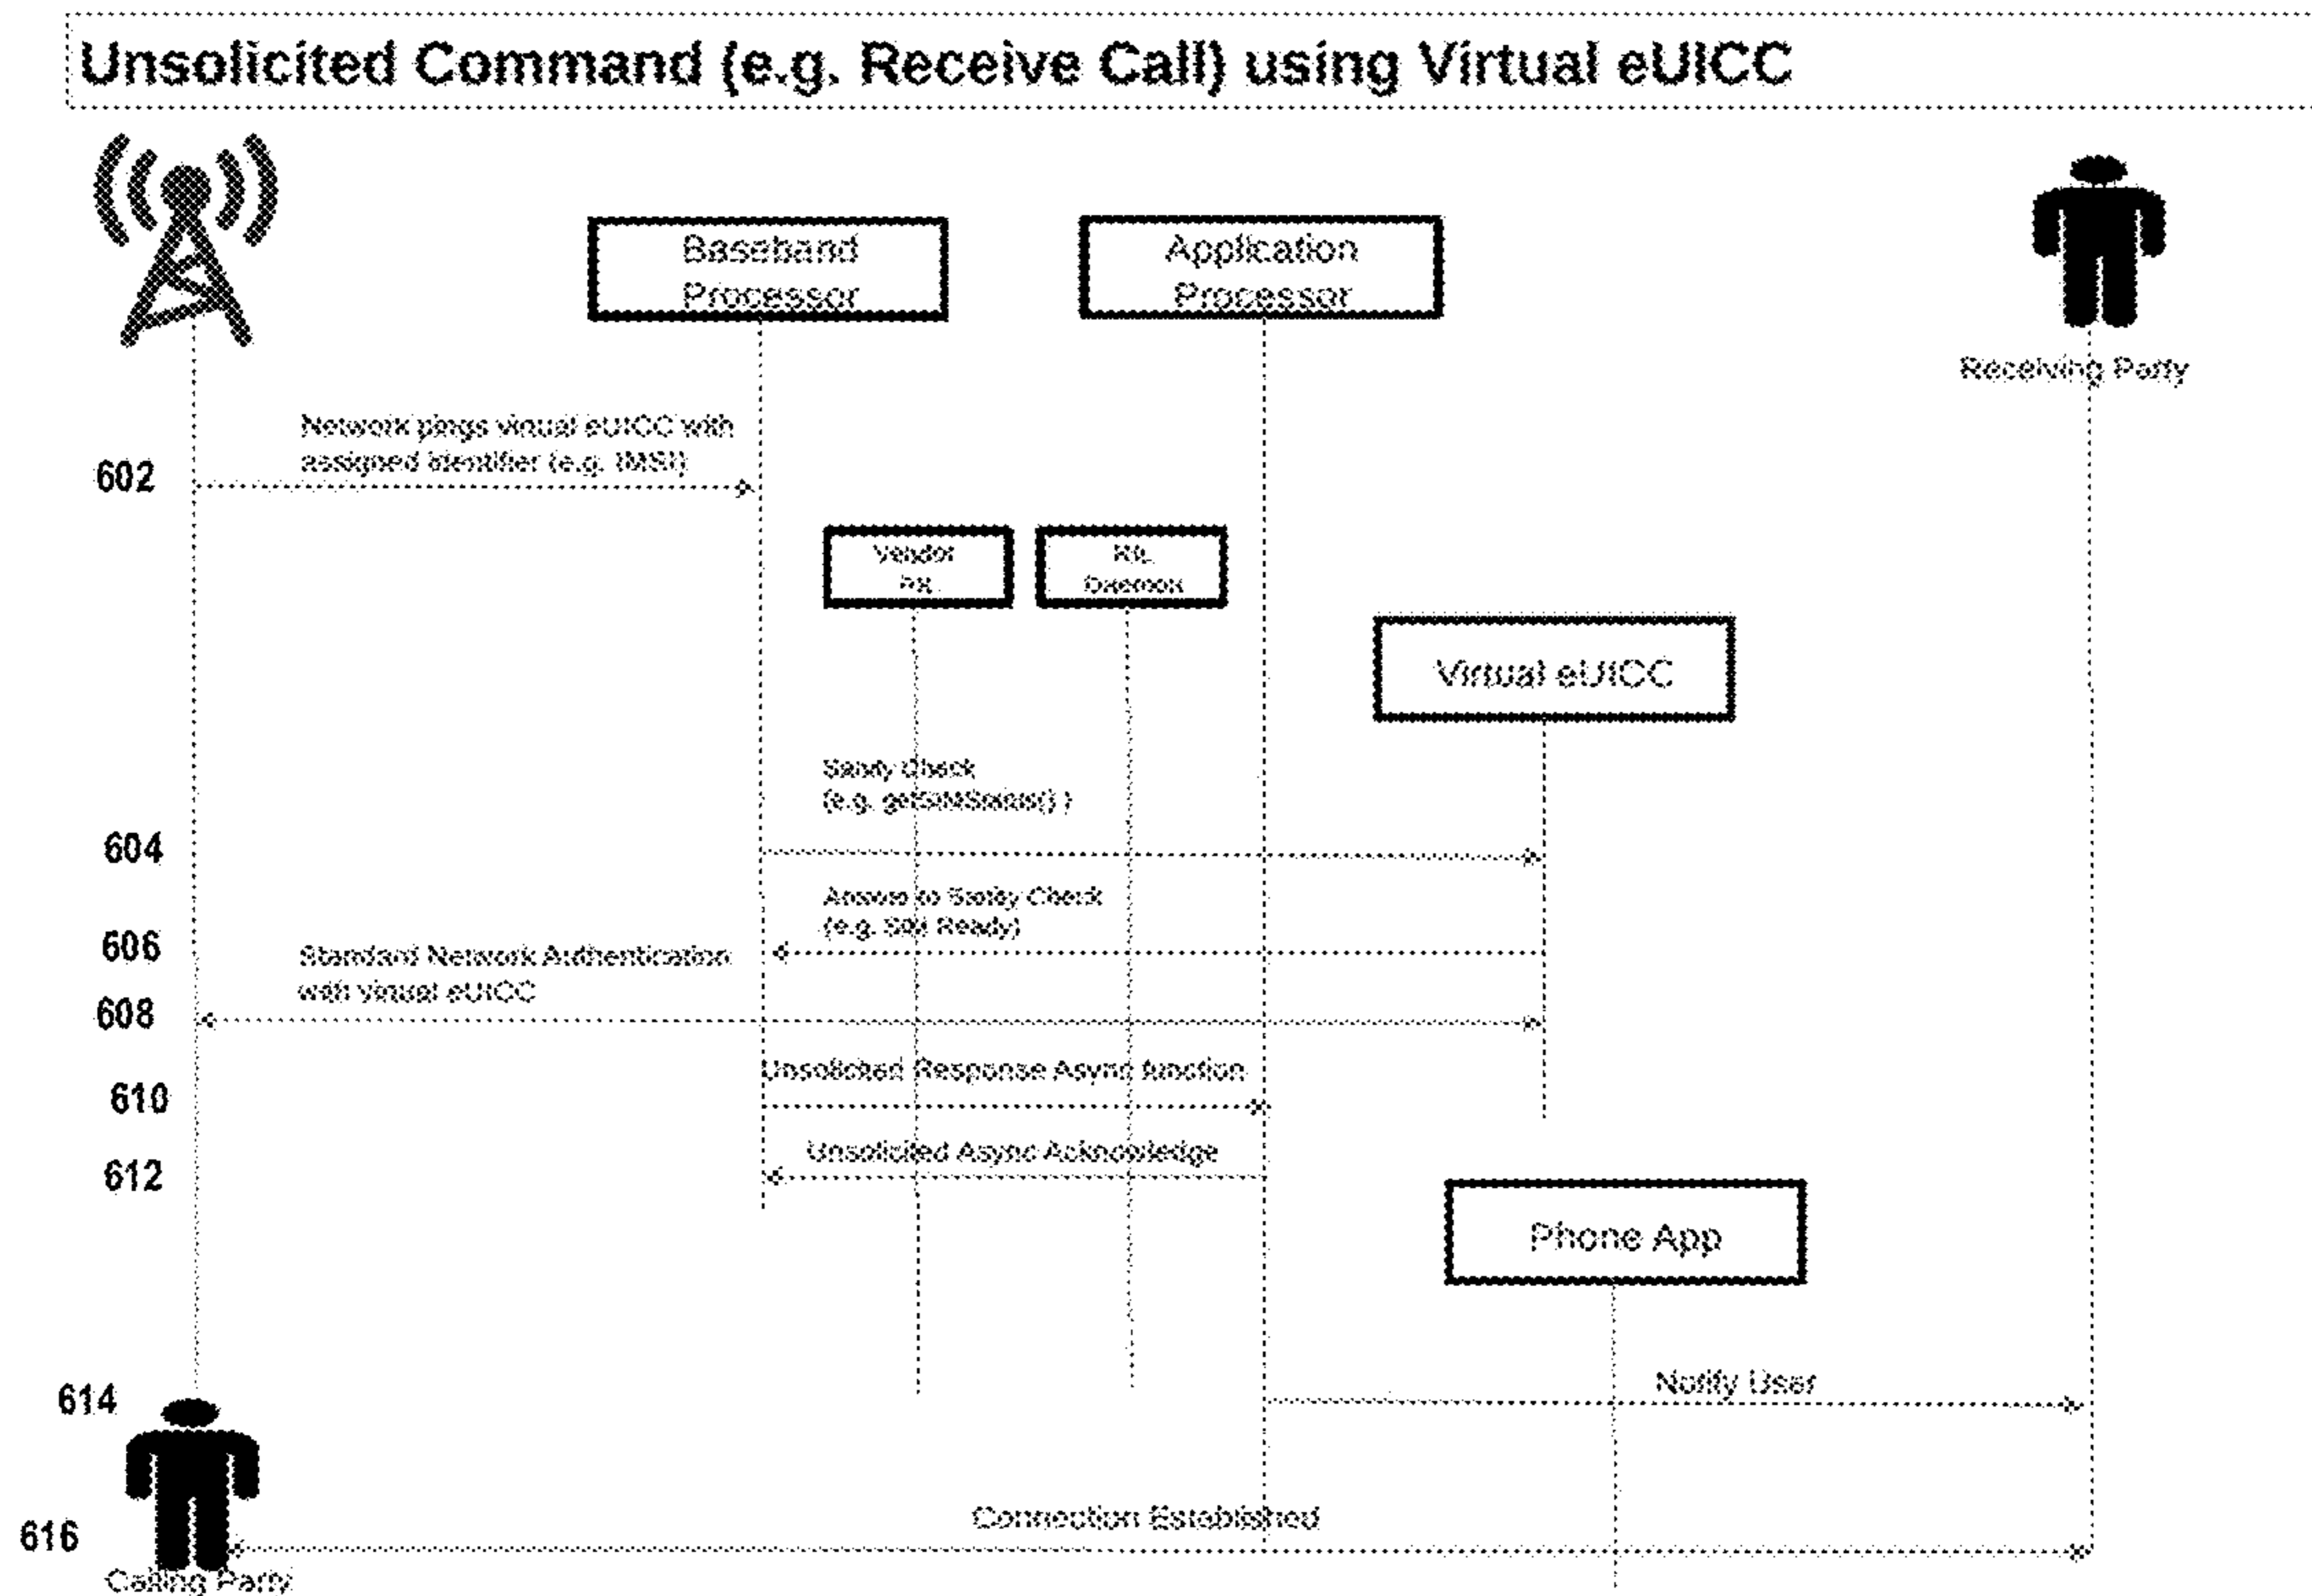 Unsolicited Command (e.g. Receive Call) using Virtual eUICC
Baseband
Processor
Application
Processor
Receiving Party
Network pings virtual eUICC with
assigned identifier (e.g. IMSI)
602
Vendor
RIL
RIL
Daemon
Virtual eUICC
Sanity Check
(e.g. getSIMStatus() )
604
Answer to Sanity Check
(e.g. SIM Ready)
606
Standard Network Authentication
with virtual eUICC
608
Unsolicited Response Async function
610
Unsolicited Async Acknowledge
612
Phone App
Notify User
614
Connection Established
616
Calling Party